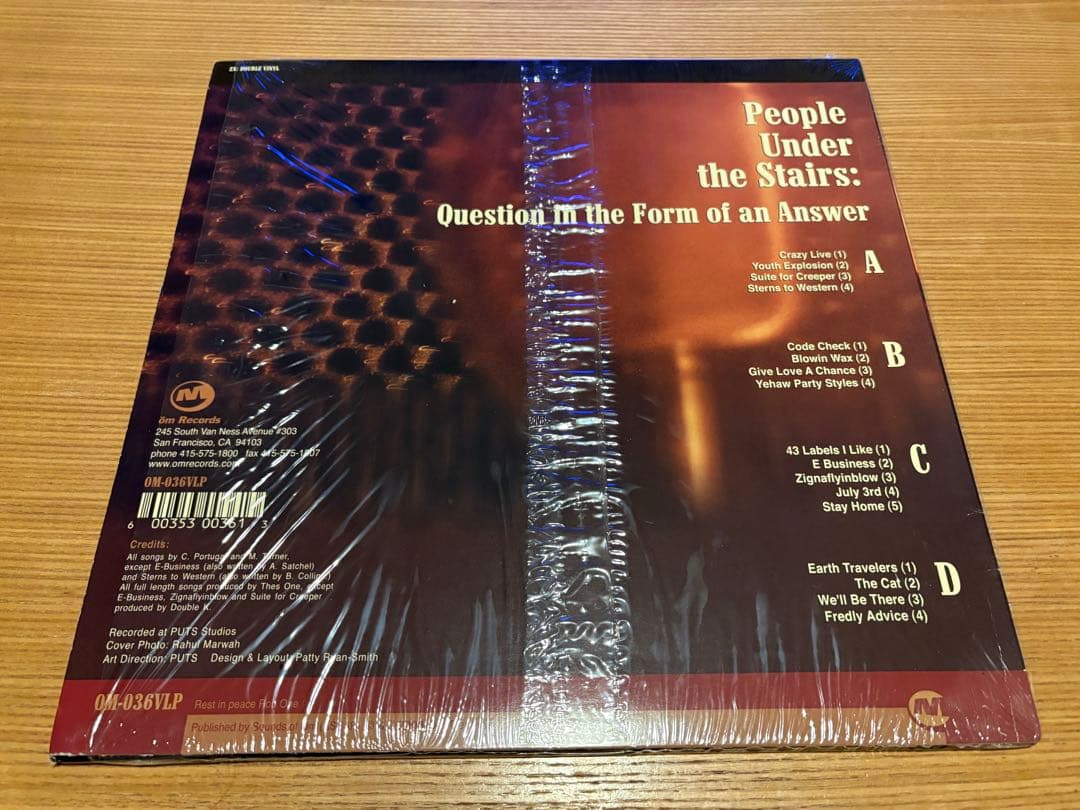 2X: DOUBLE VINYL
People
Under
the Stairs:
Question in the Form of an Answer
Crazy Live (1)
Youth Explosion (2)
Suite for Creeper (3)
Sterns to Western (4)
A
Code Check (1)
Blowin Wax (2)
Give Love A Chance (3)
Yehaw Party Styles (4)
B
43 Labels I Like (1)
E Business (2)
Zignaflyinblow (3)
July 3rd (4)
Stay Home (5)
C
Earth Travelers (1)
The Cat (2)
We'll Be There (3)
Fredly Advice (4)
D
öm Records
245 South Van Ness Avenue #303
San Francisco, CA 94103
phone 415-575-1800 fax 415-575-1807
www.omrecords.com
OM-036VLP
6 00353 00361 3
Credits:
All songs by C. Portugal and M. Turner,
except E-Business (also written by A. Satchel)
and Sterns to Western (also written by B. Collins)
All full length songs produced by Thes One, except
E-Business, Zignaflyinblow and Suite for Creeper
produced by Double K.
Recorded at PUTS Studios
Cover Photo: Rahul Marwah
Art Direction: PUTS Design & Layout: Patty Ryan-Smith
OM-036VLP Rest in peace Rob One
Published by Sounds of